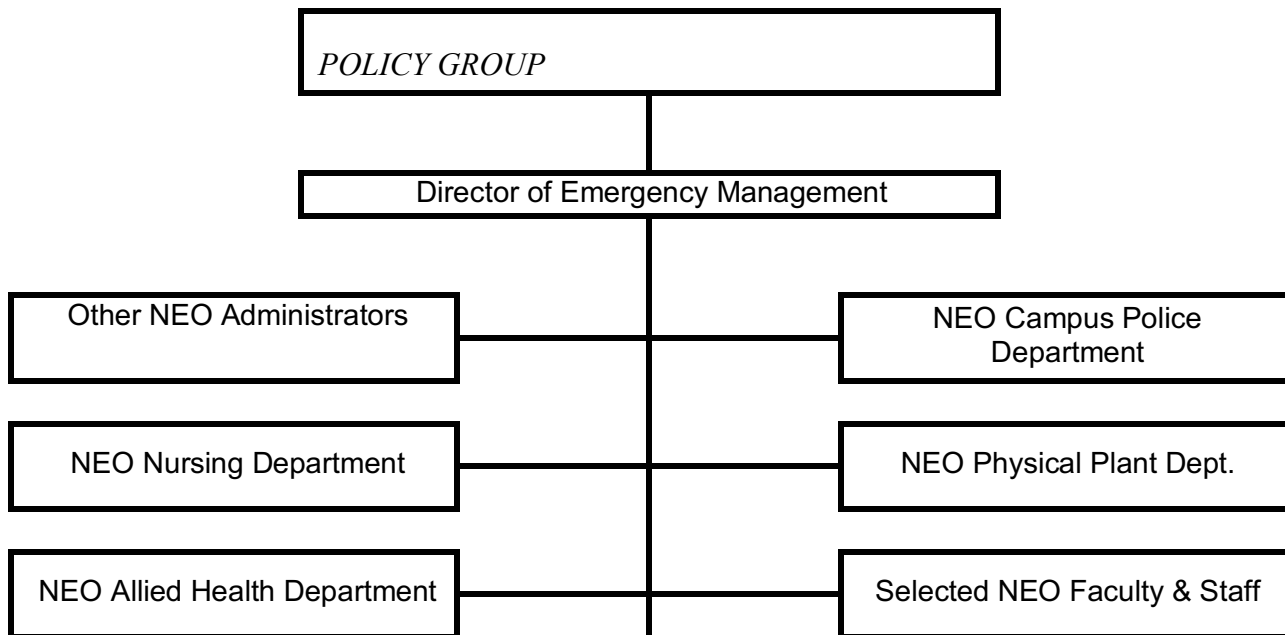 POLICY GROUP
Director of Emergency Management
Other NEO Administrators
NEO Campus Police
Department
NEO Nursing Department
NEO Physical Plant Dept.
NEO Allied Health Department
Selected NEO Faculty & Staff